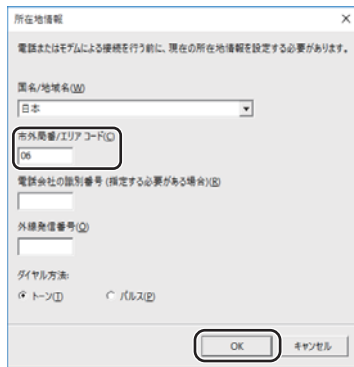 所在地情報
電話またはモデムによる接続を行う前に、現在の所在地情報を設定する必要があります。
国名/地域名(W)
日本
市外局番/エリア コード(C)
06
電話会社の識別番号 (指定する必要がある場合)(R)
外線発信番号(O)
ダイヤル方法:
トーン(T) パルス(P)
OK キャンセル